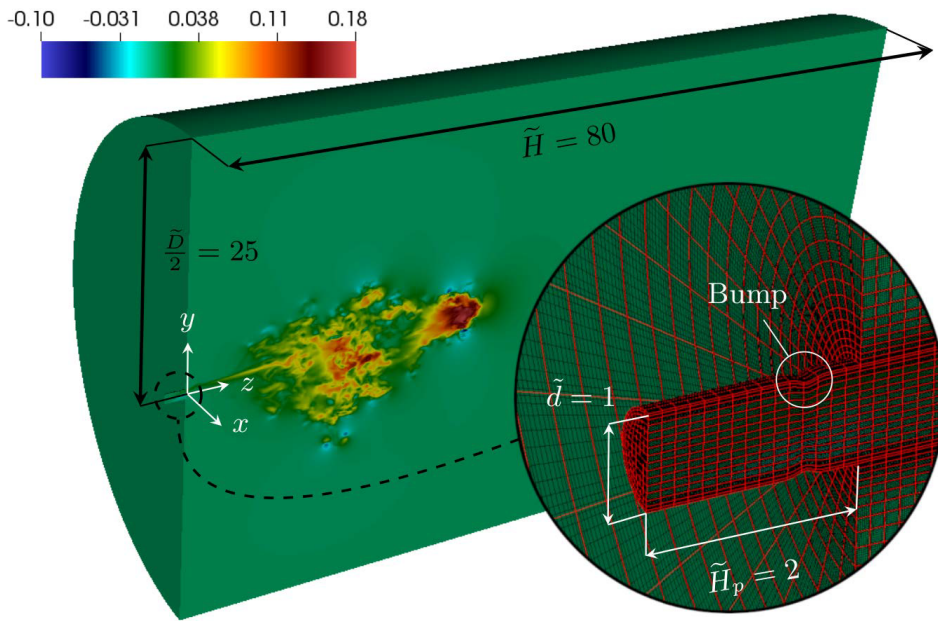 -0.10 -0.031 0.038 0.11 0.18
H̃ = 80
D̃/2 = 25
y
z
x
Bump
d̃ = 1
H̃ₚ = 2